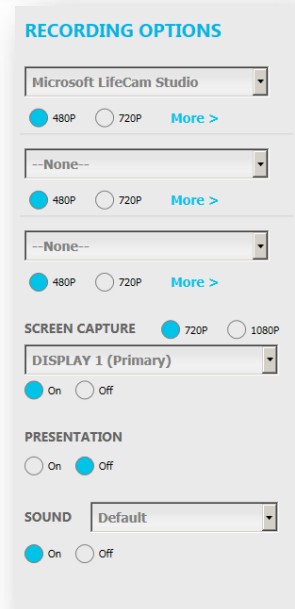 RECORDING OPTIONS
Microsoft LifeCam Studio
480P 720P More >
--None--
480P 720P More >
--None--
480P 720P More >
SCREEN CAPTURE 720P 1080P
DISPLAY 1 (Primary)
On Off
PRESENTATION
On Off
SOUND Default
On Off